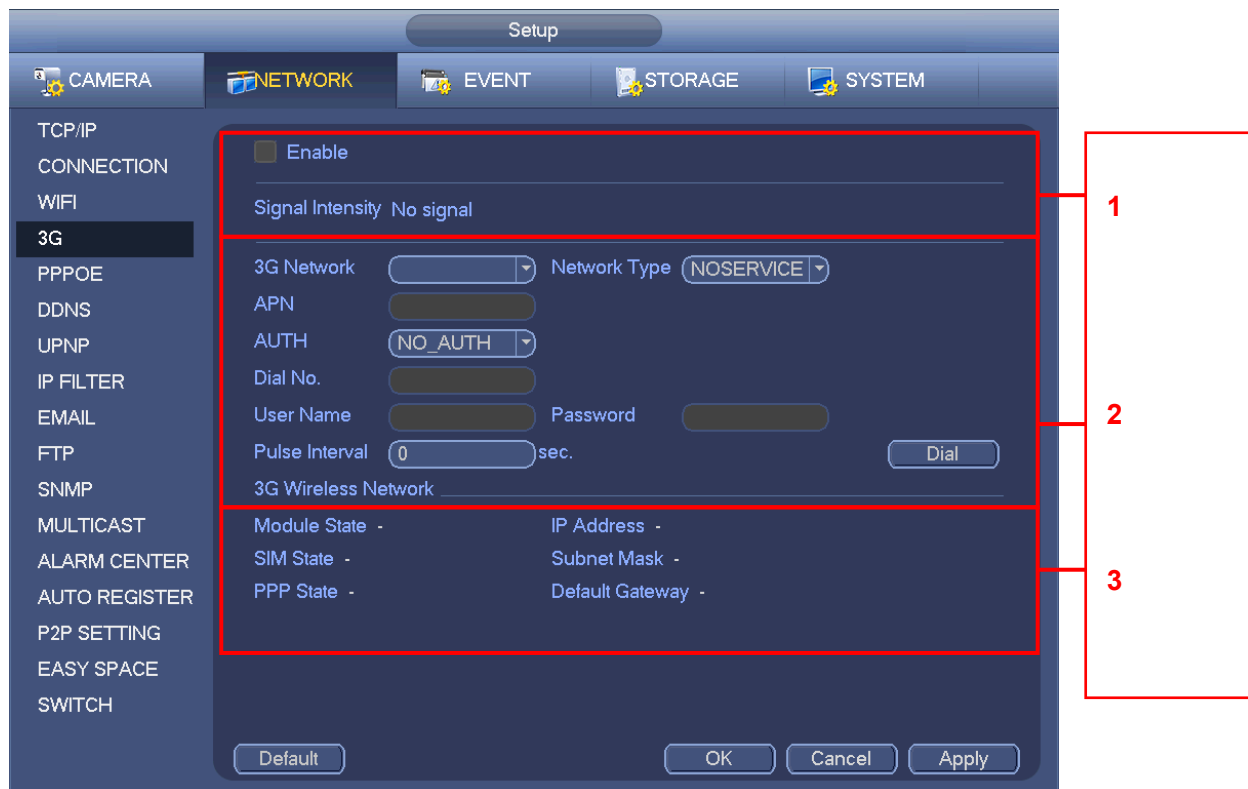 Setup
CAMERA NETWORK EVENT STORAGE SYSTEM
TCP/IP
CONNECTION
WIFI
3G
PPPOE
DDNS
UPNP
IP FILTER
EMAIL
FTP
SNMP
MULTICAST
ALARM CENTER
AUTO REGISTER
P2P SETTING
EASY SPACE
SWITCH
Enable
Signal Intensity No signal
1
3G Network Network Type NOSERVICE
APN
AUTH NO_AUTH
Dial No.
User Name Password
Pulse Interval 0 sec. Dial
3G Wireless Network
2
Module State - IP Address -
SIM State - Subnet Mask -
PPP State - Default Gateway -
3
Default OK Cancel Apply